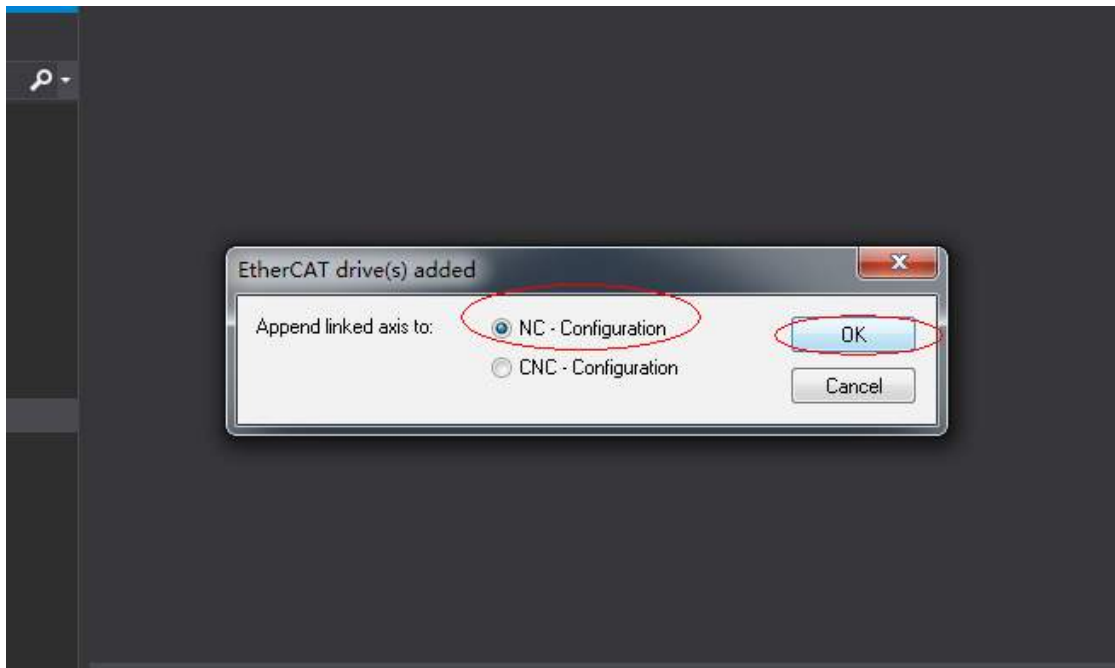 EtherCAT drive(s) added
Append linked axis to:
NC - Configuration
OK
CNC - Configuration
Cancel